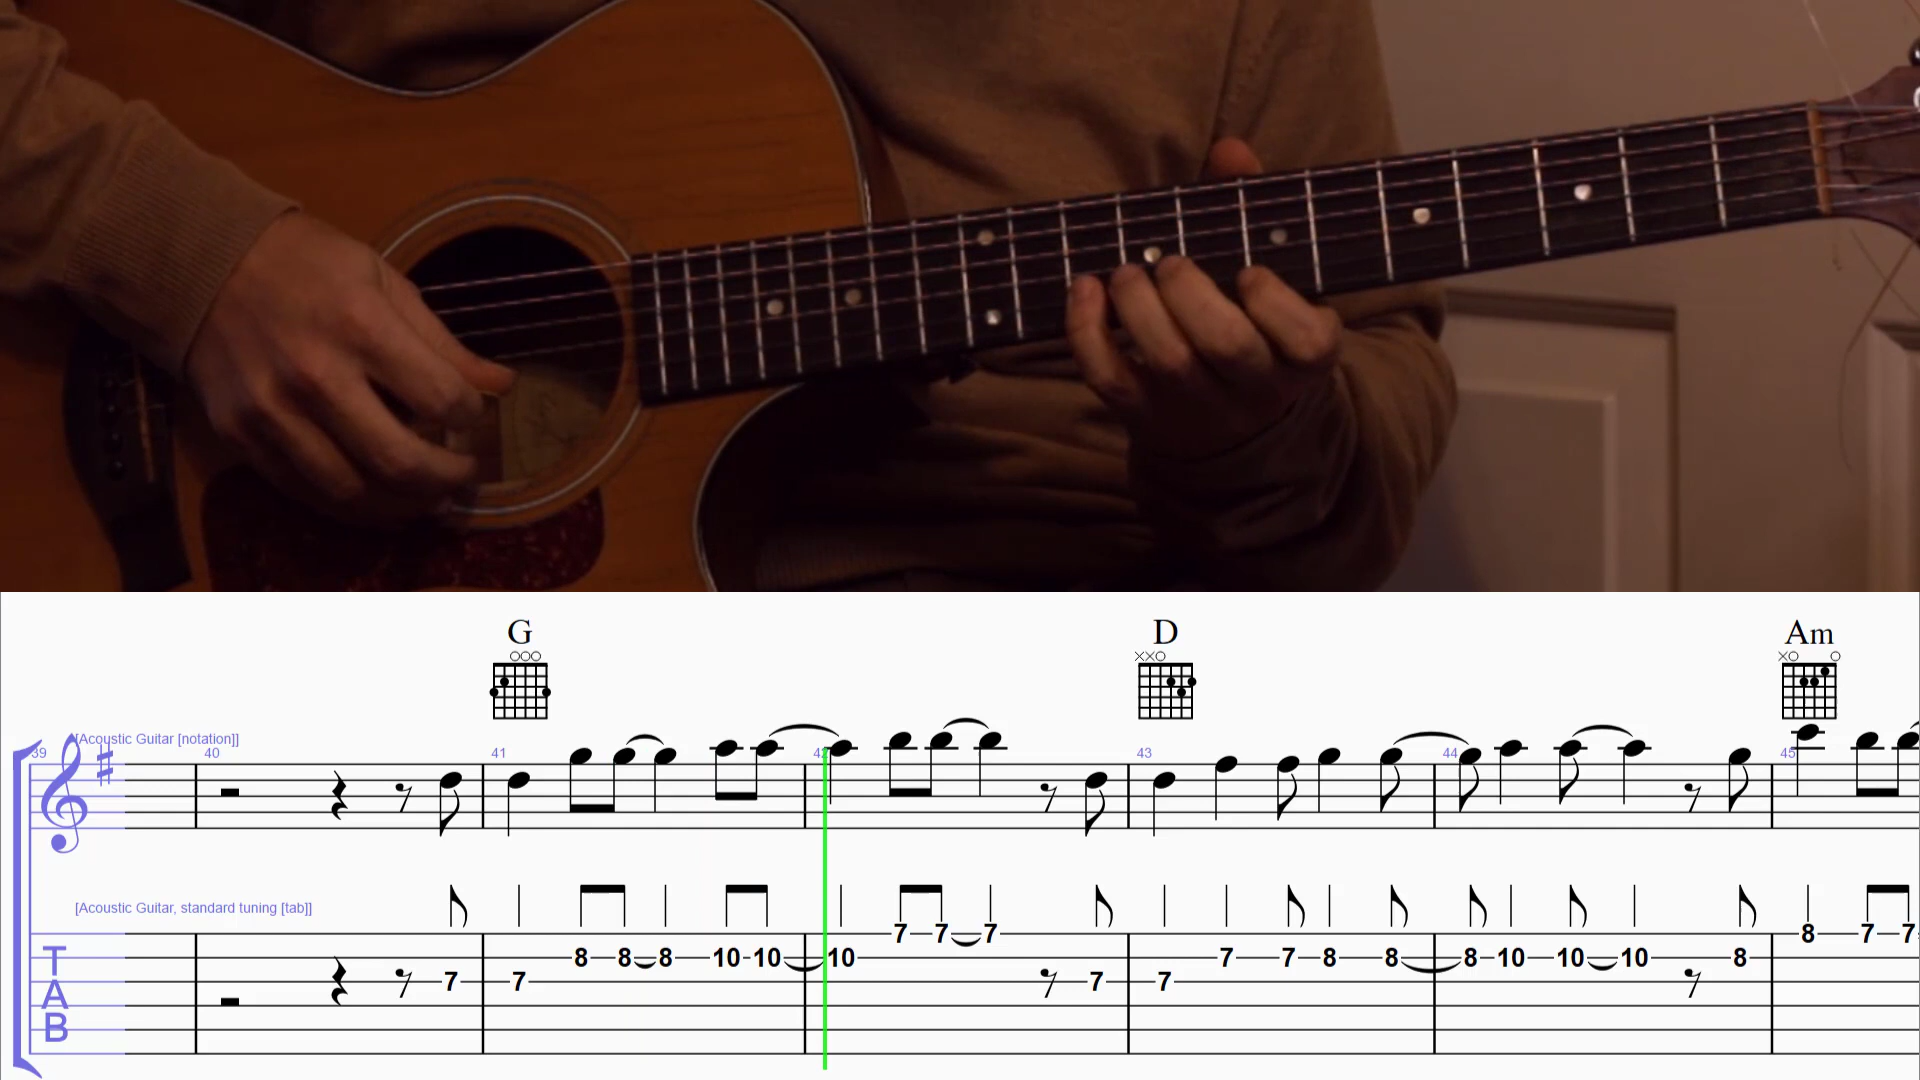 G D Am
[Acoustic Guitar [notation]]
39 40 41 42 43 44 45
[Acoustic Guitar, standard tuning [tab]]
7 7 7
8 7 7
8 8 8 10 10 10
7 7 8 8 8 10 10 10 8
7 7 7 7
T
A
B